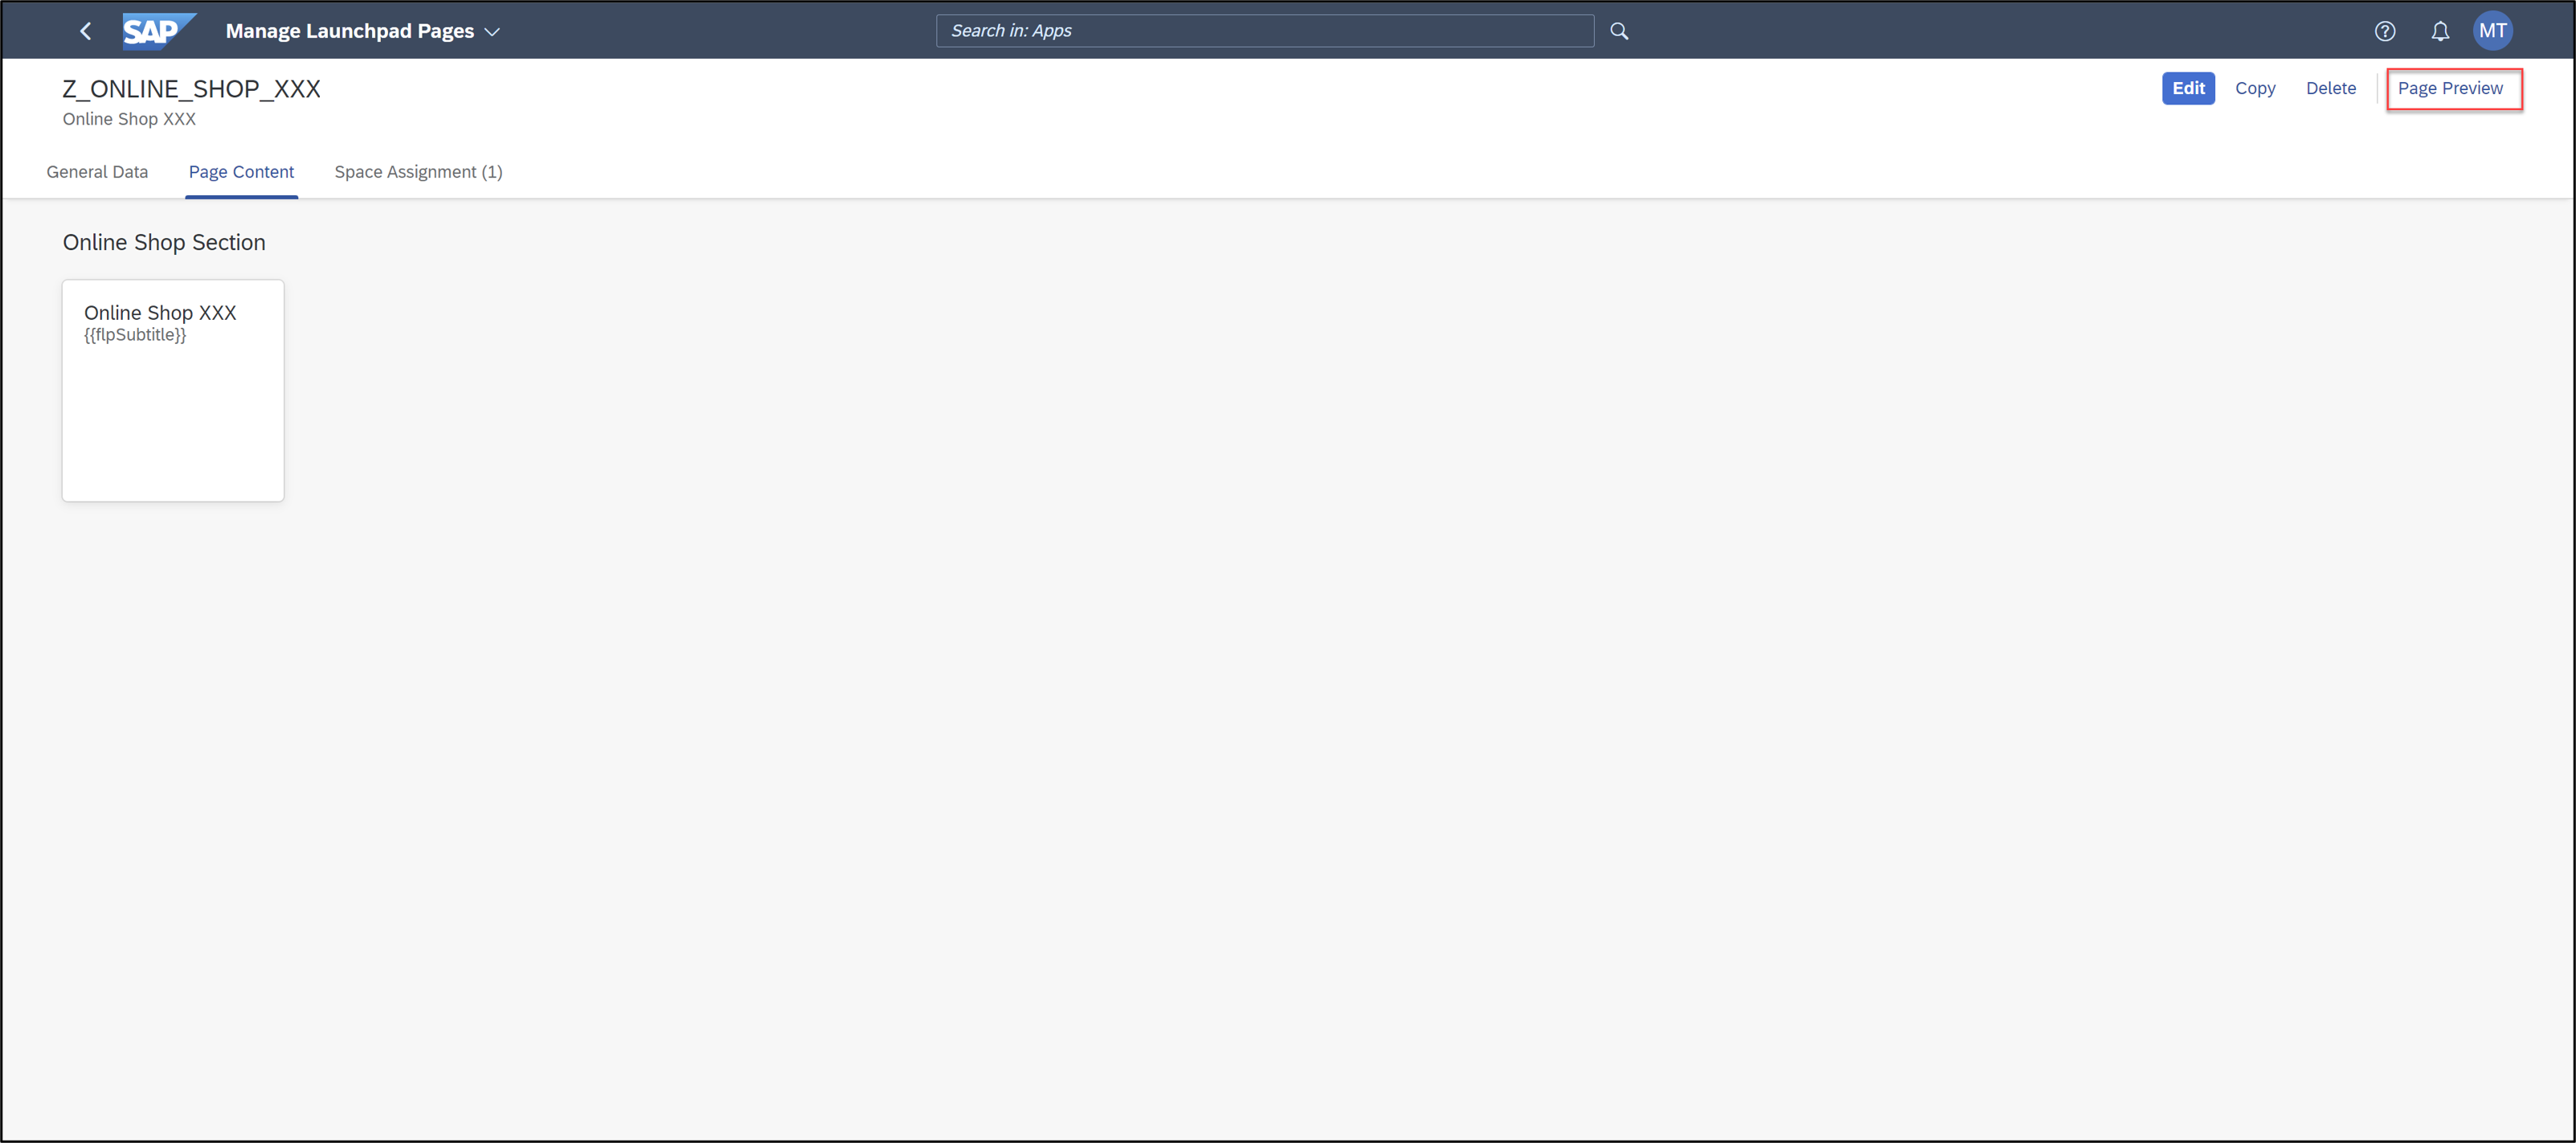 SAP Manage Launchpad Pages Search in: Apps MT
Z_ONLINE_SHOP_XXX Edit Copy Delete Page Preview
Online Shop XXX
General Data Page Content Space Assignment (1)
Online Shop Section
Online Shop XXX
{{flpSubtitle}}